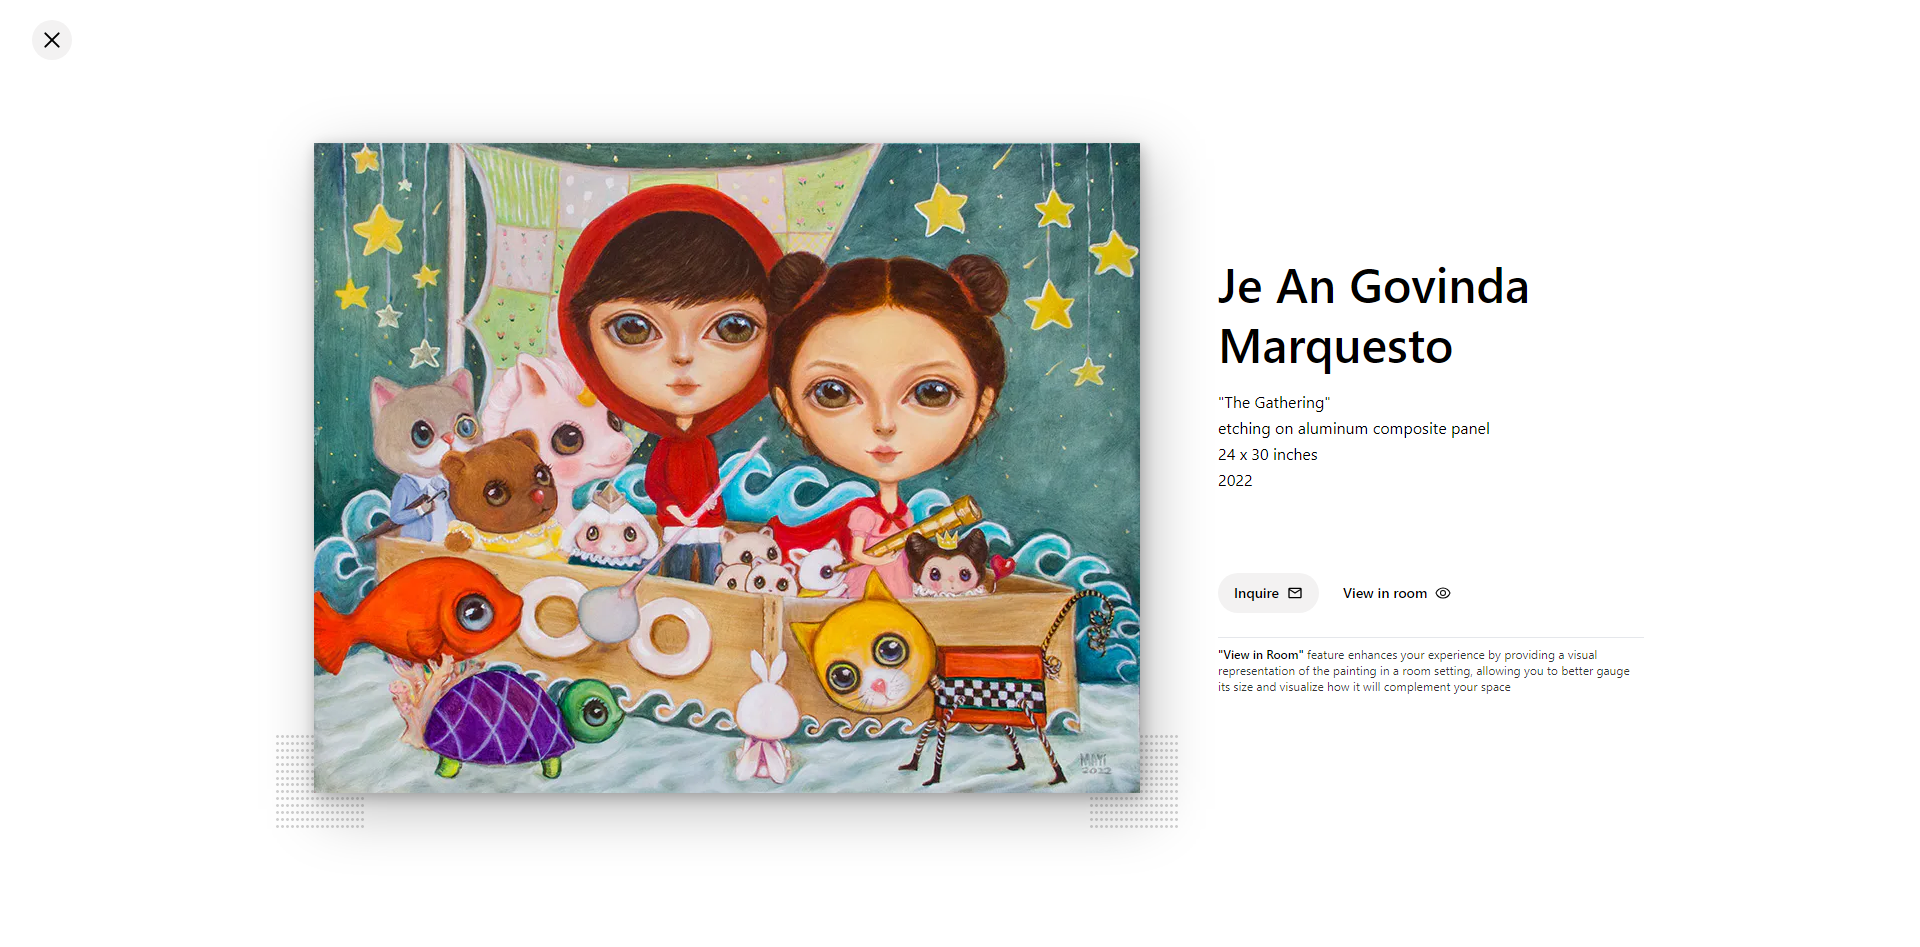 Je An Govinda
Marquesto
"The Gathering"
etching on aluminum composite panel
24 x 30 inches
2022
Inquire
View in room
"View in Room" feature enhances your experience by providing a visual
representation of the painting in a room setting, allowing you to better gauge
its size and visualize how it will complement your space
MAYI
2022